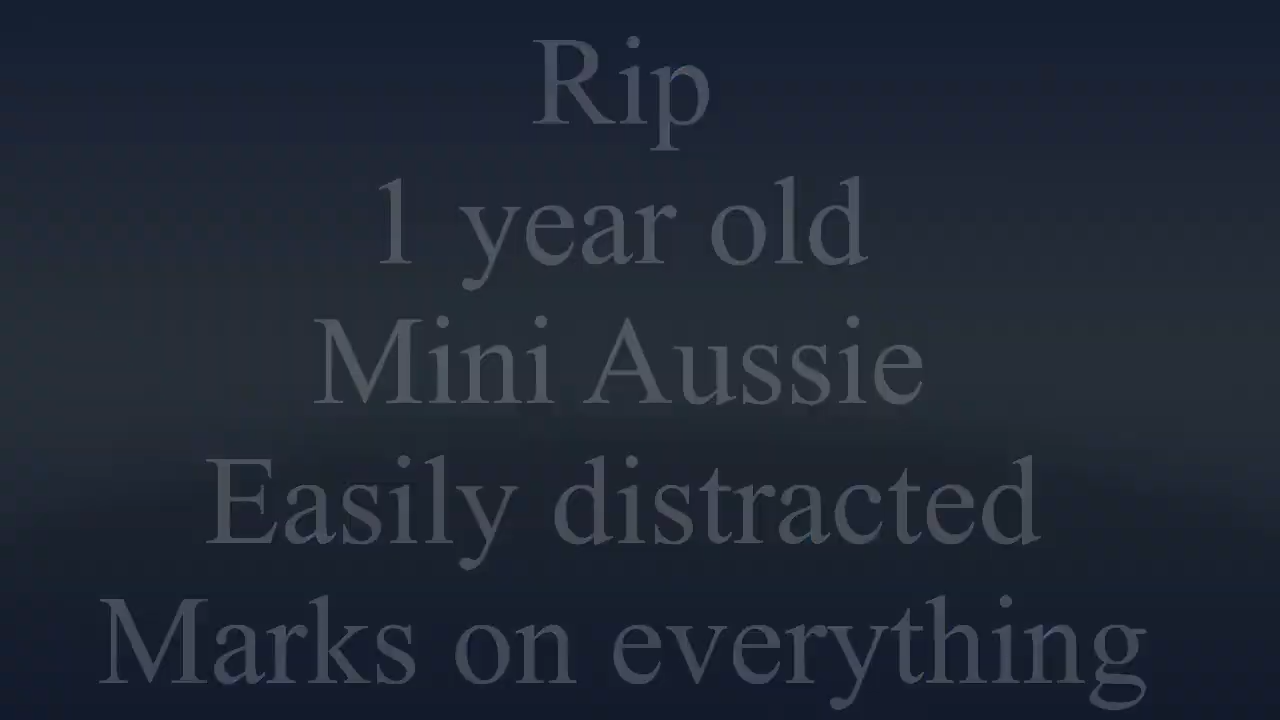 Rip
1 year old
Mini Aussie
Easily distracted
Marks on everything